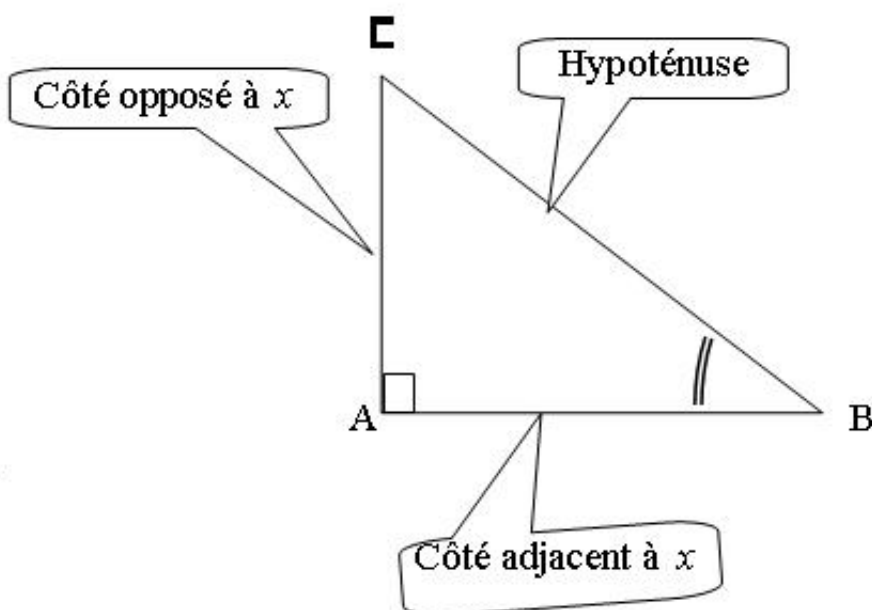 Hypoténuse
Côté opposé à x
A
B
Côté adjacent à x